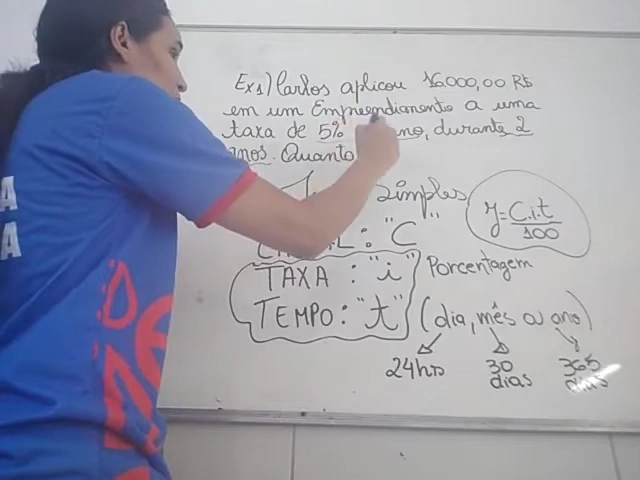 Ex1) Carlos aplicou 16.000,00 R$
em um Empreendimento a uma
taxa de 5% ano, durante 2
anos. Quanto
Simples
J = C.i.t
100
: "C"
TAXA : "i" Porcentagem
TEMPO: "t" (dia, mês ou ano)
24hrs 30 dias 365 dias
A
A